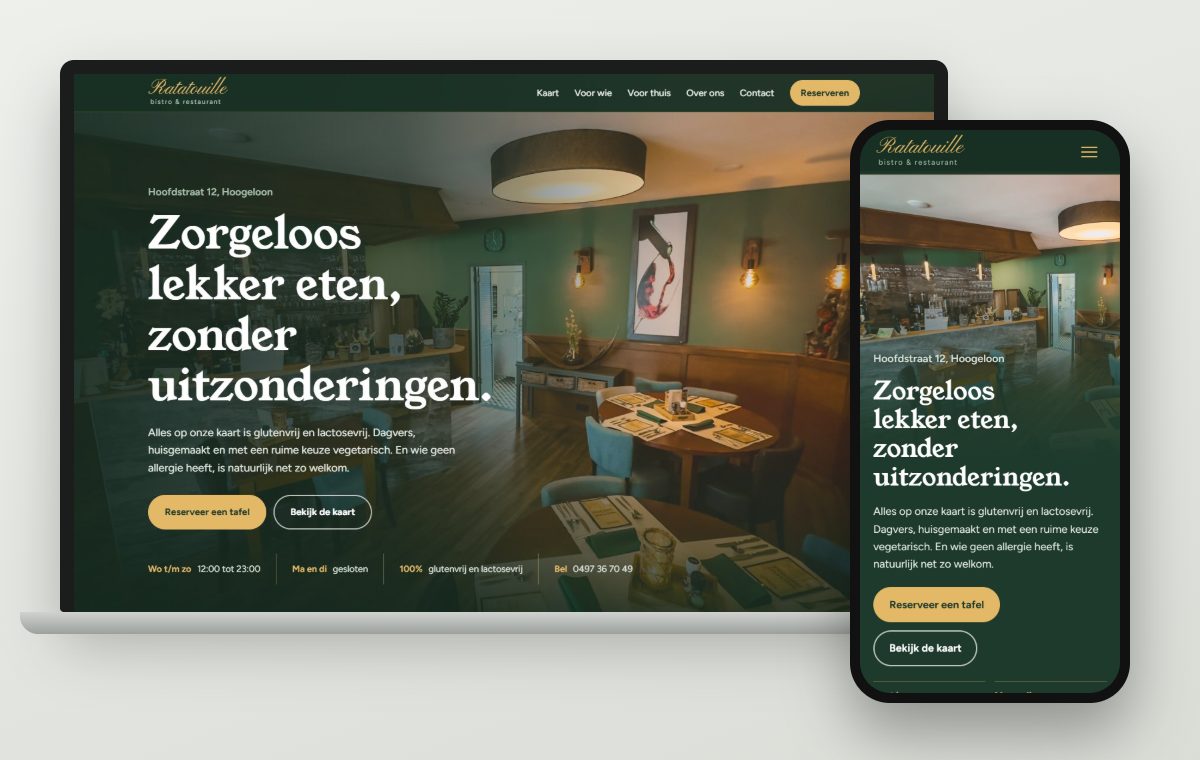 Ratatouille
bistro & restaurant
Kaart Voor wie Voor thuis Over ons Contact Reserveren
Hoofdstraat 12, Hoogeloon
Zorgeloos
lekker eten,
zonder
uitzonderingen.
Alles op onze kaart is glutenvrij en lactosevrij. Dagvers,
huisgemaakt en met een ruime keuze vegetarisch. En wie geen
allergie heeft, is natuurlijk net zo welkom.
Reserveer een tafel Bekijk de kaart
Wo t/m zo 12:00 tot 23:00 Ma en di gesloten 100% glutenvrij en lactosevrij Bel 0497 36 70 49
Ratatouille
bistro & restaurant
Hoofdstraat 12, Hoogeloon
Zorgeloos
lekker eten,
zonder
uitzonderingen.
Alles op onze kaart is glutenvrij en lactosevrij.
Dagvers, huisgemaakt en met een ruime keuze
vegetarisch. En wie geen allergie heeft, is
natuurlijk net zo welkom.
Reserveer een tafel
Bekijk de kaart